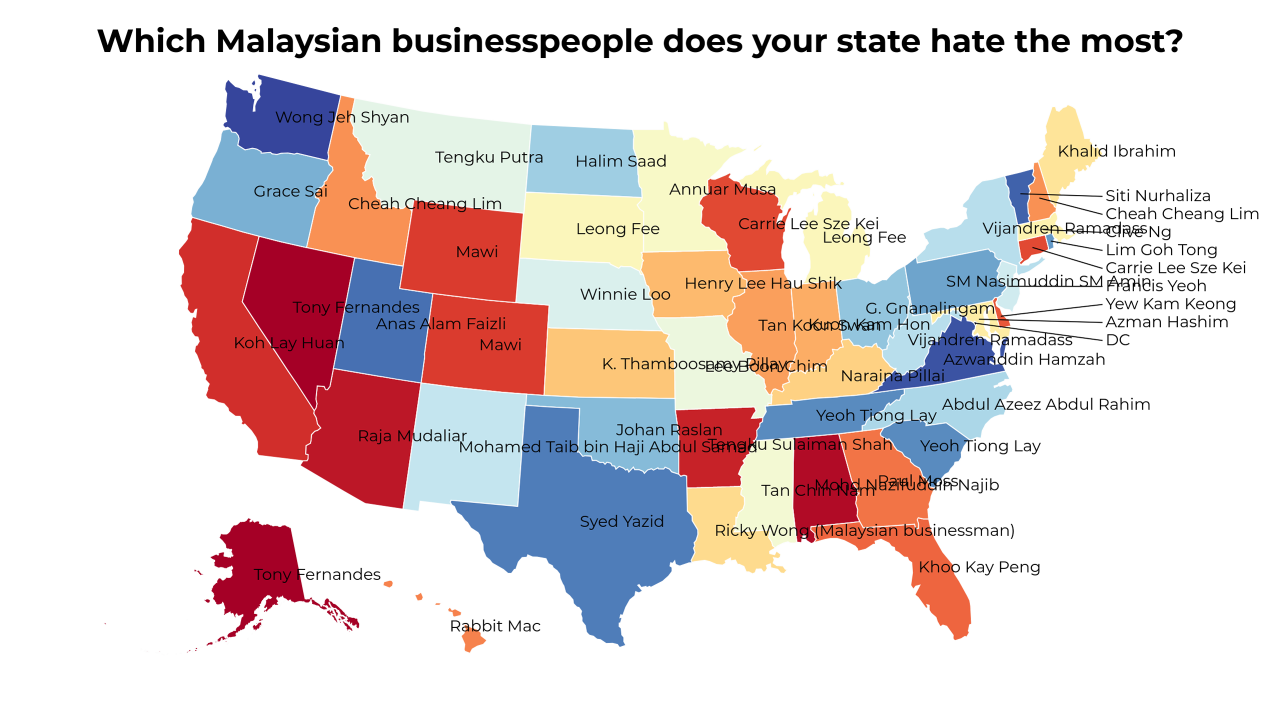 Which Malaysian businesspeople does your state hate the most?
Wong Jeh Shyan
Tengku Putra
Halim Saad
Khalid Ibrahim
Grace Sai
Annuar Musa
Siti Nurhaliza
Cheah Cheang Lim
Cheah Cheang Lim
Leong Fee
Carrie Lee Sze Kei
Vijandren Ramadass
Clive Ng
Leong Fee
Mawi
Lim Goh Tong
Carrie Lee Sze Kei
Henry Lee Hau Shik
SM Nasimuddin SM Amin
Francis Yeoh
Winnie Loo
Yew Kam Keong
Tony Fernandes
G. Gnanalingam
Anas Alam Faizli
Tan Koon Swan
Kuok Kam Hon
Azman Hashim
Koh Lay Huan
Mawi
Vijandren Ramadass
DC
Azwanddin Hamzah
K. Thamboosamy Pillay
Lee Boon Chim
Naraina Pillai
Abdul Azeez Abdul Rahim
Yeoh Tiong Lay
Johan Raslan
Raja Mudaliar
Mohamed Taib bin Haji Abdul Samad
Tengku Sulaiman Shah
Yeoh Tiong Lay
Paul Moss
Tan Chin Nam
Mohd Nazifuddin Najib
Syed Yazid
Ricky Wong (Malaysian businessman)
Khoo Kay Peng
Tony Fernandes
Rabbit Mac